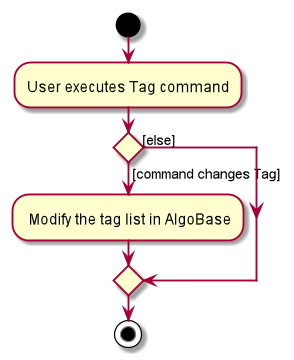 User executes Tag command
[else]
[command changes Tag]
Modify the tag list in AlgoBase